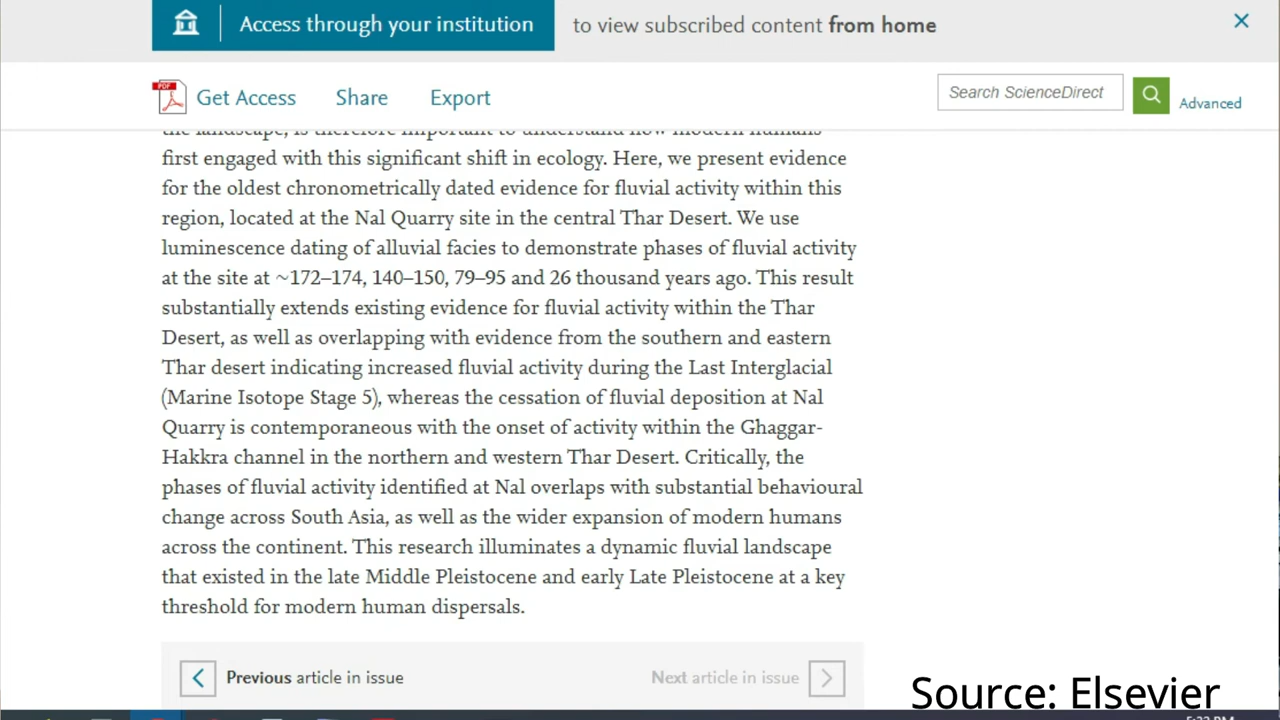 Access through your institution to view subscribed content from home
Get Access Share Export Search ScienceDirect Advanced
the landscape, is therefore important to understand how modern humans
first engaged with this significant shift in ecology. Here, we present evidence
for the oldest chronometrically dated evidence for fluvial activity within this
region, located at the Nal Quarry site in the central Thar Desert. We use
luminescence dating of alluvial facies to demonstrate phases of fluvial activity
at the site at ~172–174, 140–150, 79–95 and 26 thousand years ago. This result
substantially extends existing evidence for fluvial activity within the Thar
Desert, as well as overlapping with evidence from the southern and eastern
Thar desert indicating increased fluvial activity during the Last Interglacial
(Marine Isotope Stage 5), whereas the cessation of fluvial deposition at Nal
Quarry is contemporaneous with the onset of activity within the Ghaggar-
Hakkra channel in the northern and western Thar Desert. Critically, the
phases of fluvial activity identified at Nal overlaps with substantial behavioural
change across South Asia, as well as the wider expansion of modern humans
across the continent. This research illuminates a dynamic fluvial landscape
that existed in the late Middle Pleistocene and early Late Pleistocene at a key
threshold for modern human dispersals.
Previous article in issue Next article in issue
Source: Elsevier